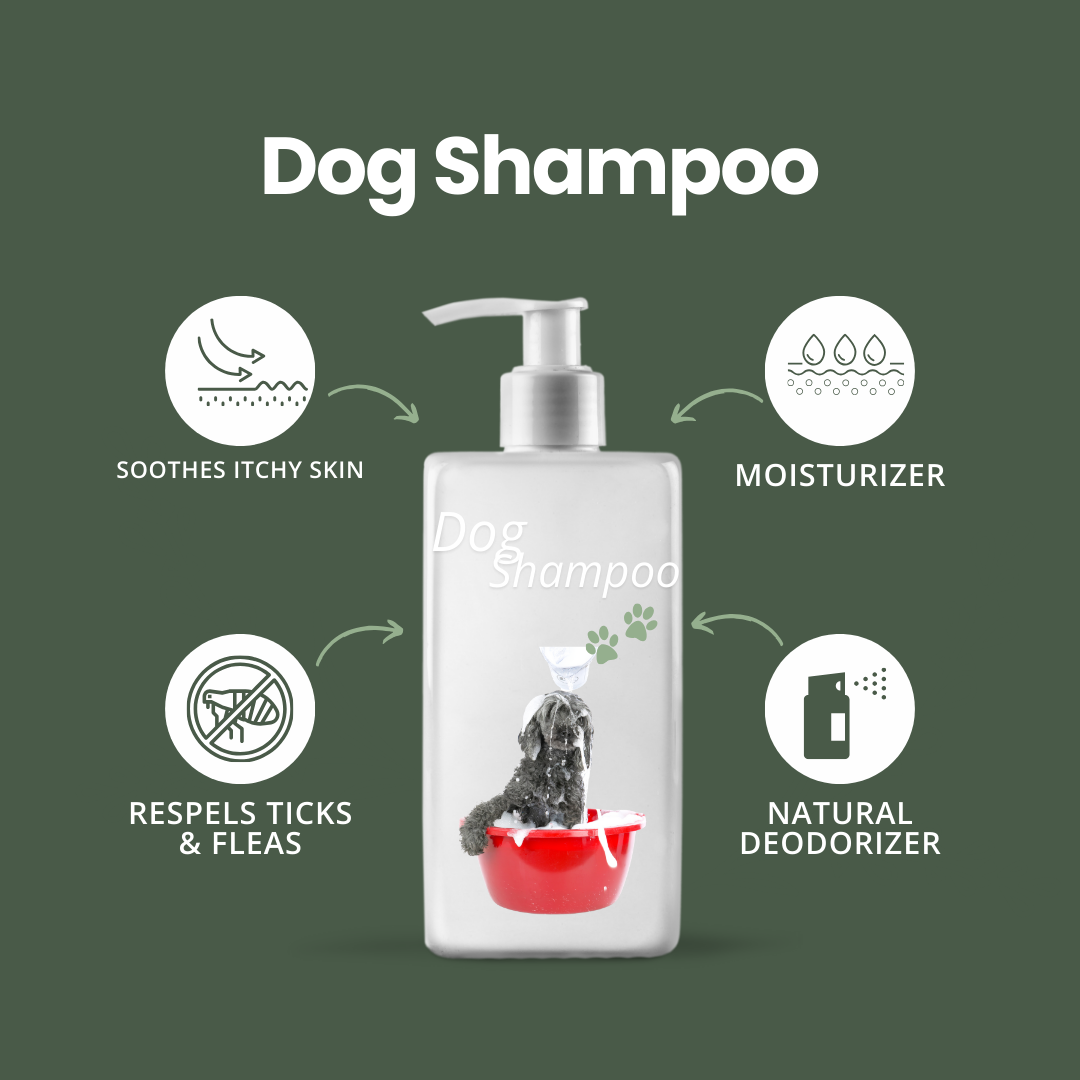 Dog Shampoo
SOOTHES ITCHY SKIN
MOISTURIZER
Dog
Shampoo
RESPELS TICKS
& FLEAS
NATURAL
DEODORIZER